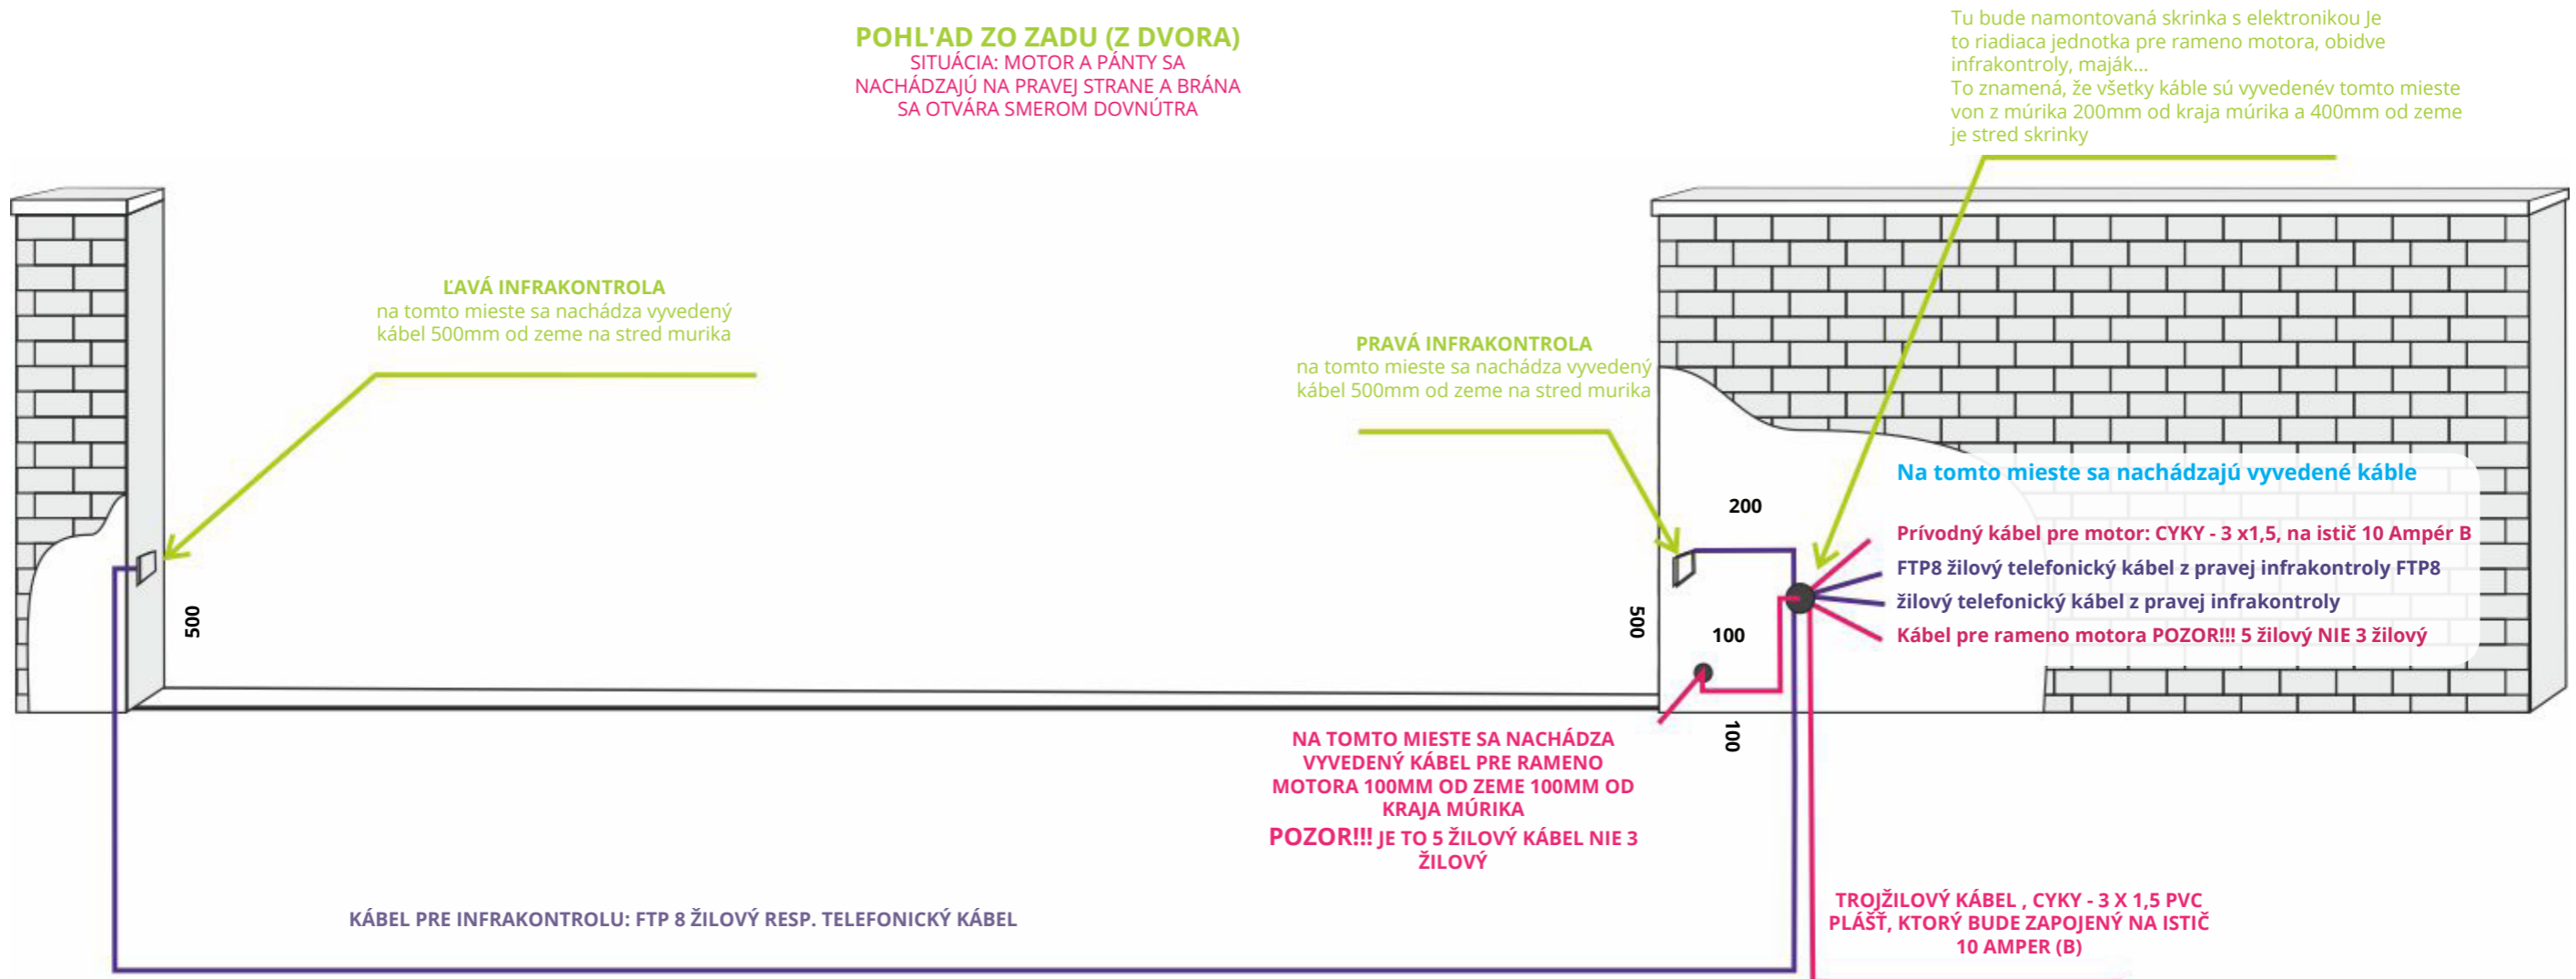 POHL'AD ZO ZADU (Z DVORA)
SITUÁCIA: MOTOR A PÁNTY SA
NACHÁDZAJÚ NA PRAVEJ STRANE A BRÁNA
SA OTVÁRA SMEROM DOVNÚTRA
Tu bude namontovaná skrinka s elektronikou Je
to riadiaca jednotka pre rameno motora, obidve
infrakontroly, maják...
To znamená, že všetky káble sú vyvedenév tomto mieste
von z múrika 200mm od kraja múrika a 400mm od zeme
je stred skrinky
ĽAVÁ INFRAKONTROLA
na tomto mieste sa nachádza vyvedený
kábel 500mm od zeme na stred murika
PRAVÁ INFRAKONTROLA
na tomto mieste sa nachádza vyvedený
kábel 500mm od zeme na stred murika
Na tomto mieste sa nachádzajú vyvedené káble
200
Prívodný kábel pre motor: CYKY - 3 x1,5, na istič 10 Ampér B
FTP8 žilový telefonický kábel z pravej infrakontroly FTP8
žilový telefonický kábel z pravej infrakontroly
Kábel pre rameno motora POZOR!!! 5 žilový NIE 3 žilový
500
500
100
100
NA TOMTO MIESTE SA NACHÁDZA
VYVEDENÝ KÁBEL PRE RAMENO
MOTORA 100MM OD ZEME 100MM OD
KRAJA MÚRIKA
POZOR!!! JE TO 5 ŽILOVÝ KÁBEL NIE 3
ŽILOVÝ
KÁBEL PRE INFRAKONTROLU: FTP 8 ŽILOVÝ RESP. TELEFONICKÝ KÁBEL
TROJŽILOVÝ KÁBEL , CYKY - 3 X 1,5 PVC
PLÁŠŤ, KTORÝ BUDE ZAPOJENÝ NA ISTIČ
10 AMPER (B)